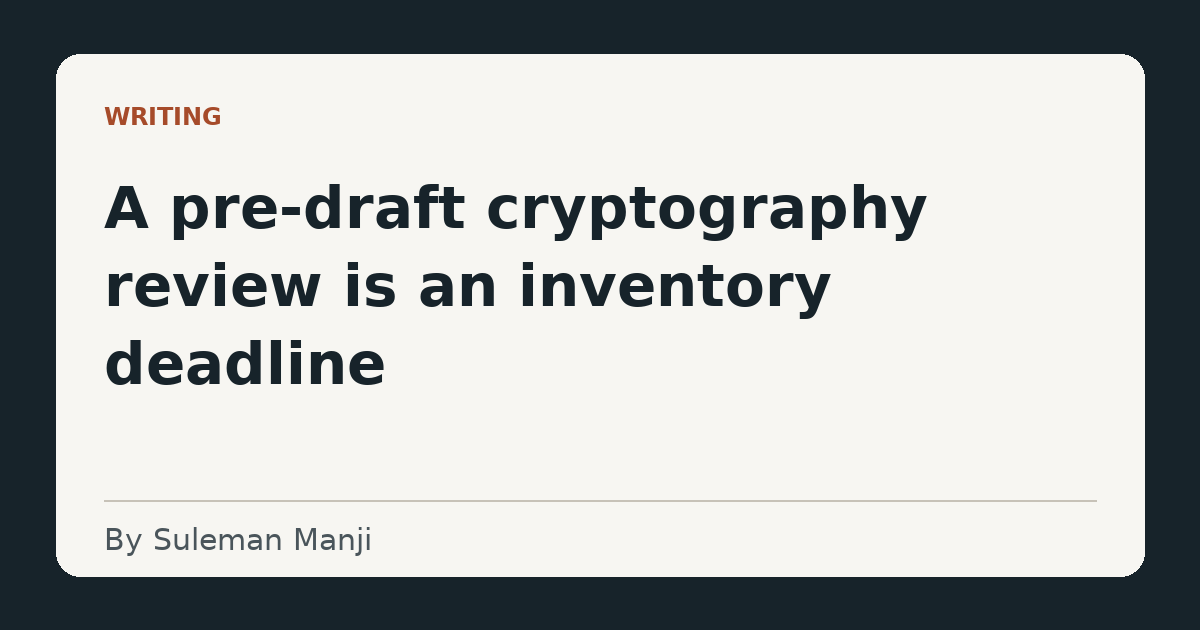 WRITING
A pre-draft cryptography
review is an inventory
deadline
By Suleman Manji